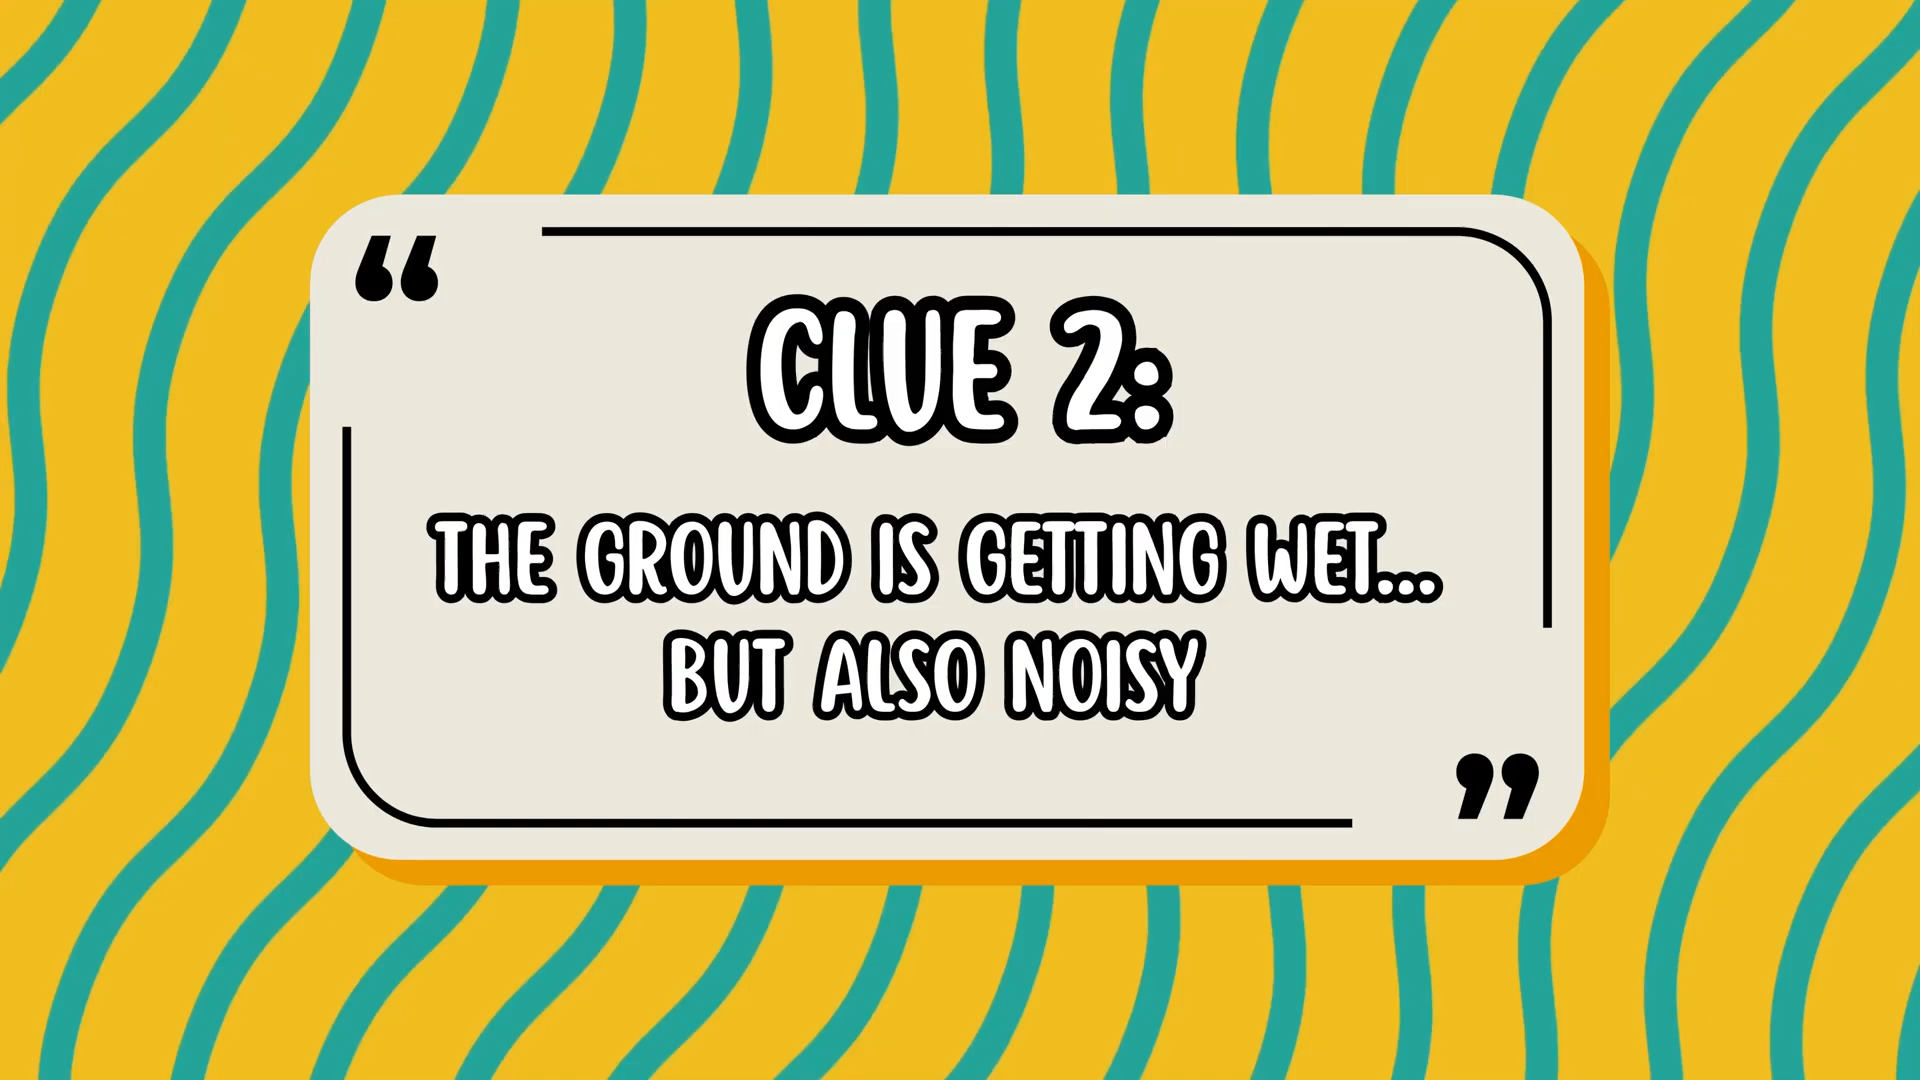 “
CLUE 2:
THE GROUND IS GETTING WET...
BUT ALSO NOISY
”